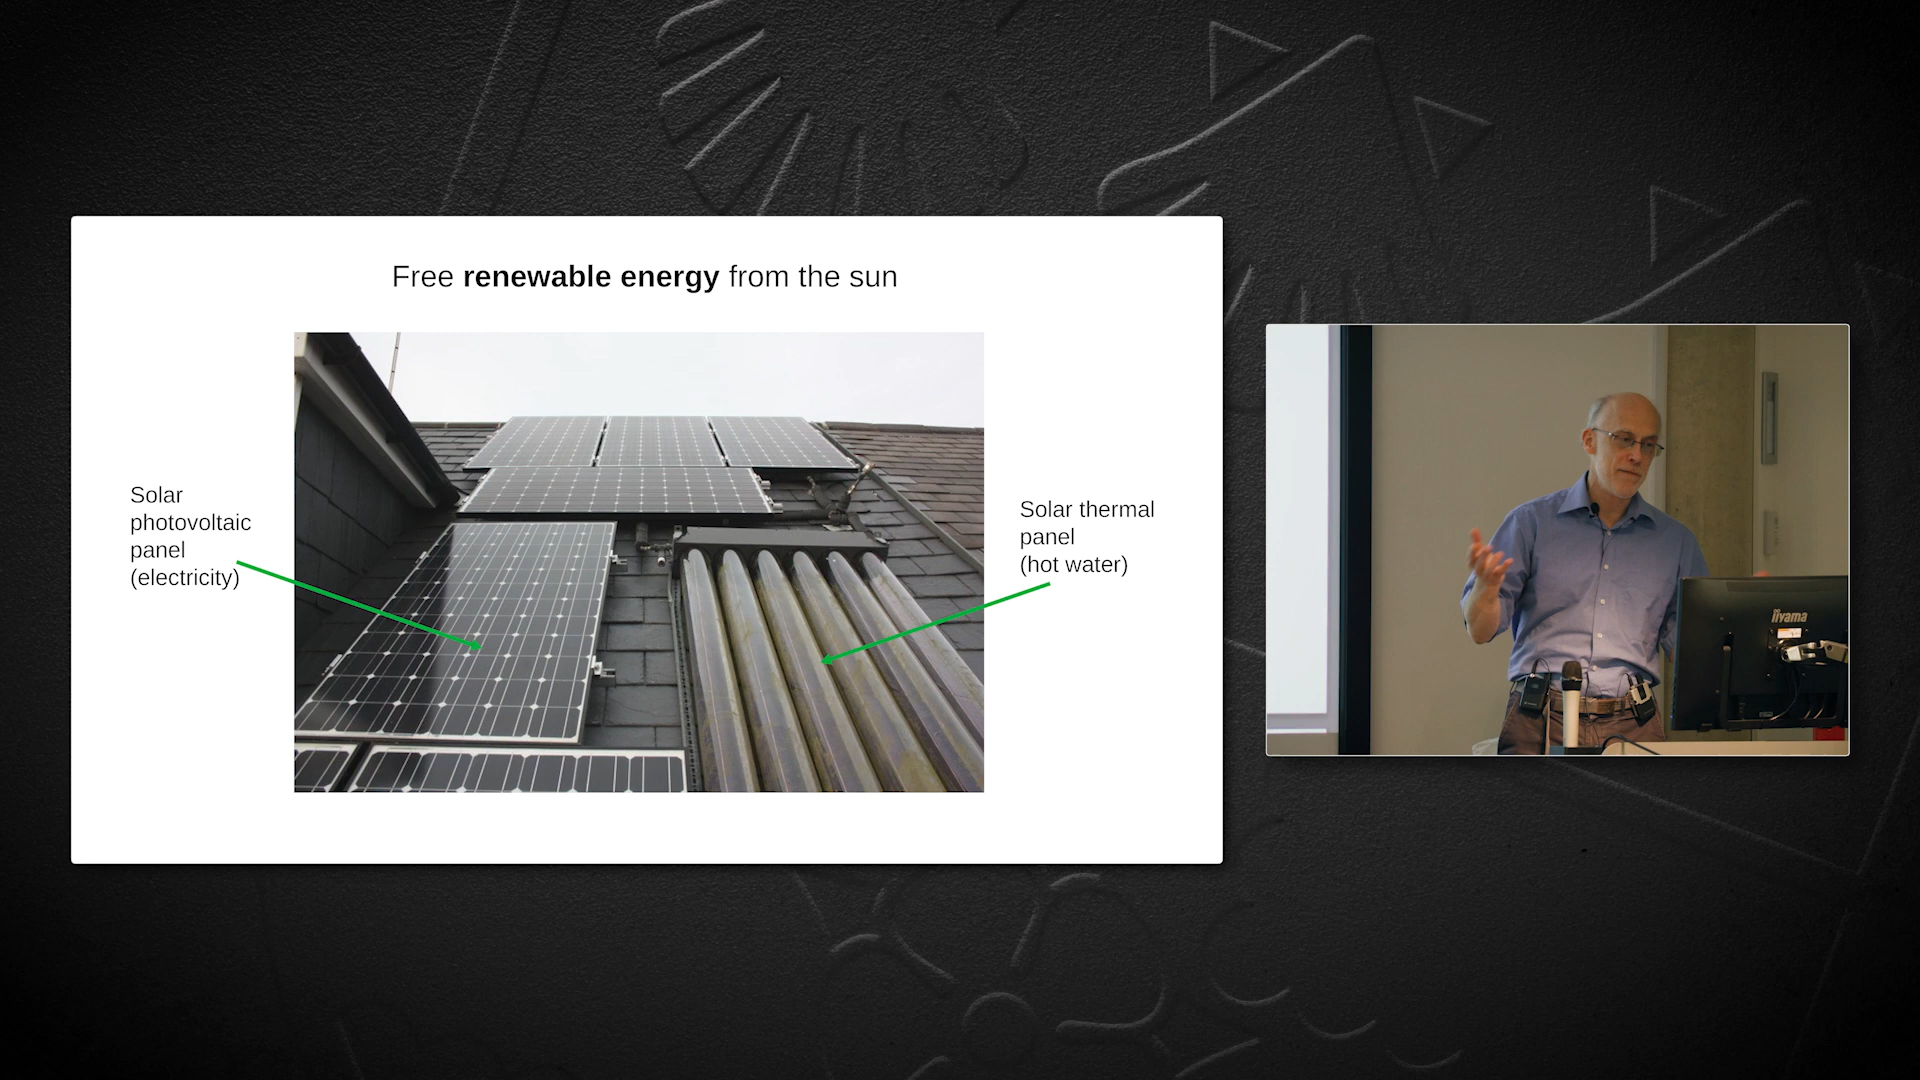 Free renewable energy from the sun
Solar
photovoltaic
panel
(electricity)
Solar thermal
panel
(hot water)
iiyama